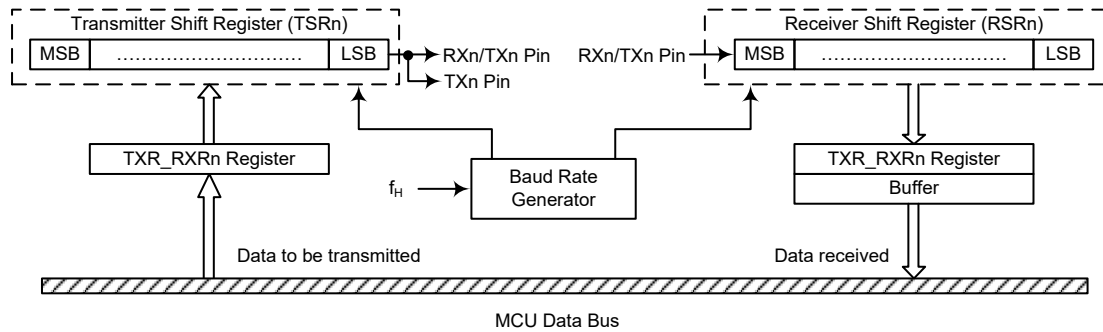 Transmitter Shift Register (TSRn)
MSB .............................. LSB
RXn/TXn Pin
TXn Pin
Receiver Shift Register (RSRn)
RXn/TXn Pin
MSB .............................. LSB
TXR_RXRn Register
fH
Baud Rate
Generator
TXR_RXRn Register
Buffer
Data to be transmitted
Data received
MCU Data Bus